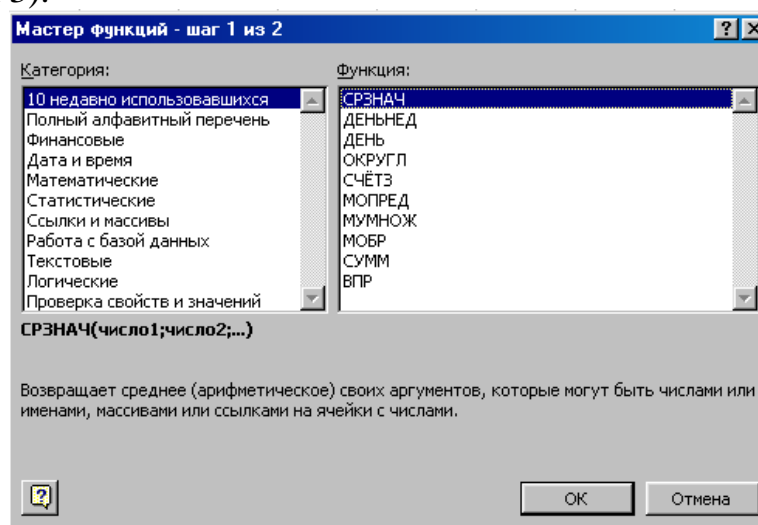 Мастер функций - шаг 1 из 2
Категория:
Функция:
10 недавно использовавшихся
Полный алфавитный перечень
Финансовые
Дата и время
Математические
Статистические
Ссылки и массивы
Работа с базой данных
Текстовые
Логические
Проверка свойств и значений
СРЗНАЧ
ДЕНЬНЕД
ДЕНЬ
ОКРУГЛ
СЧЁТЗ
МОПРЕД
МУМНОЖ
МОБР
СУММ
ВПР
СРЗНАЧ(число1;число2;...)
Возвращает среднее (арифметическое) своих аргументов, которые могут быть числами или
именами, массивами или ссылками на ячейки с числами.
ОК
Отмена